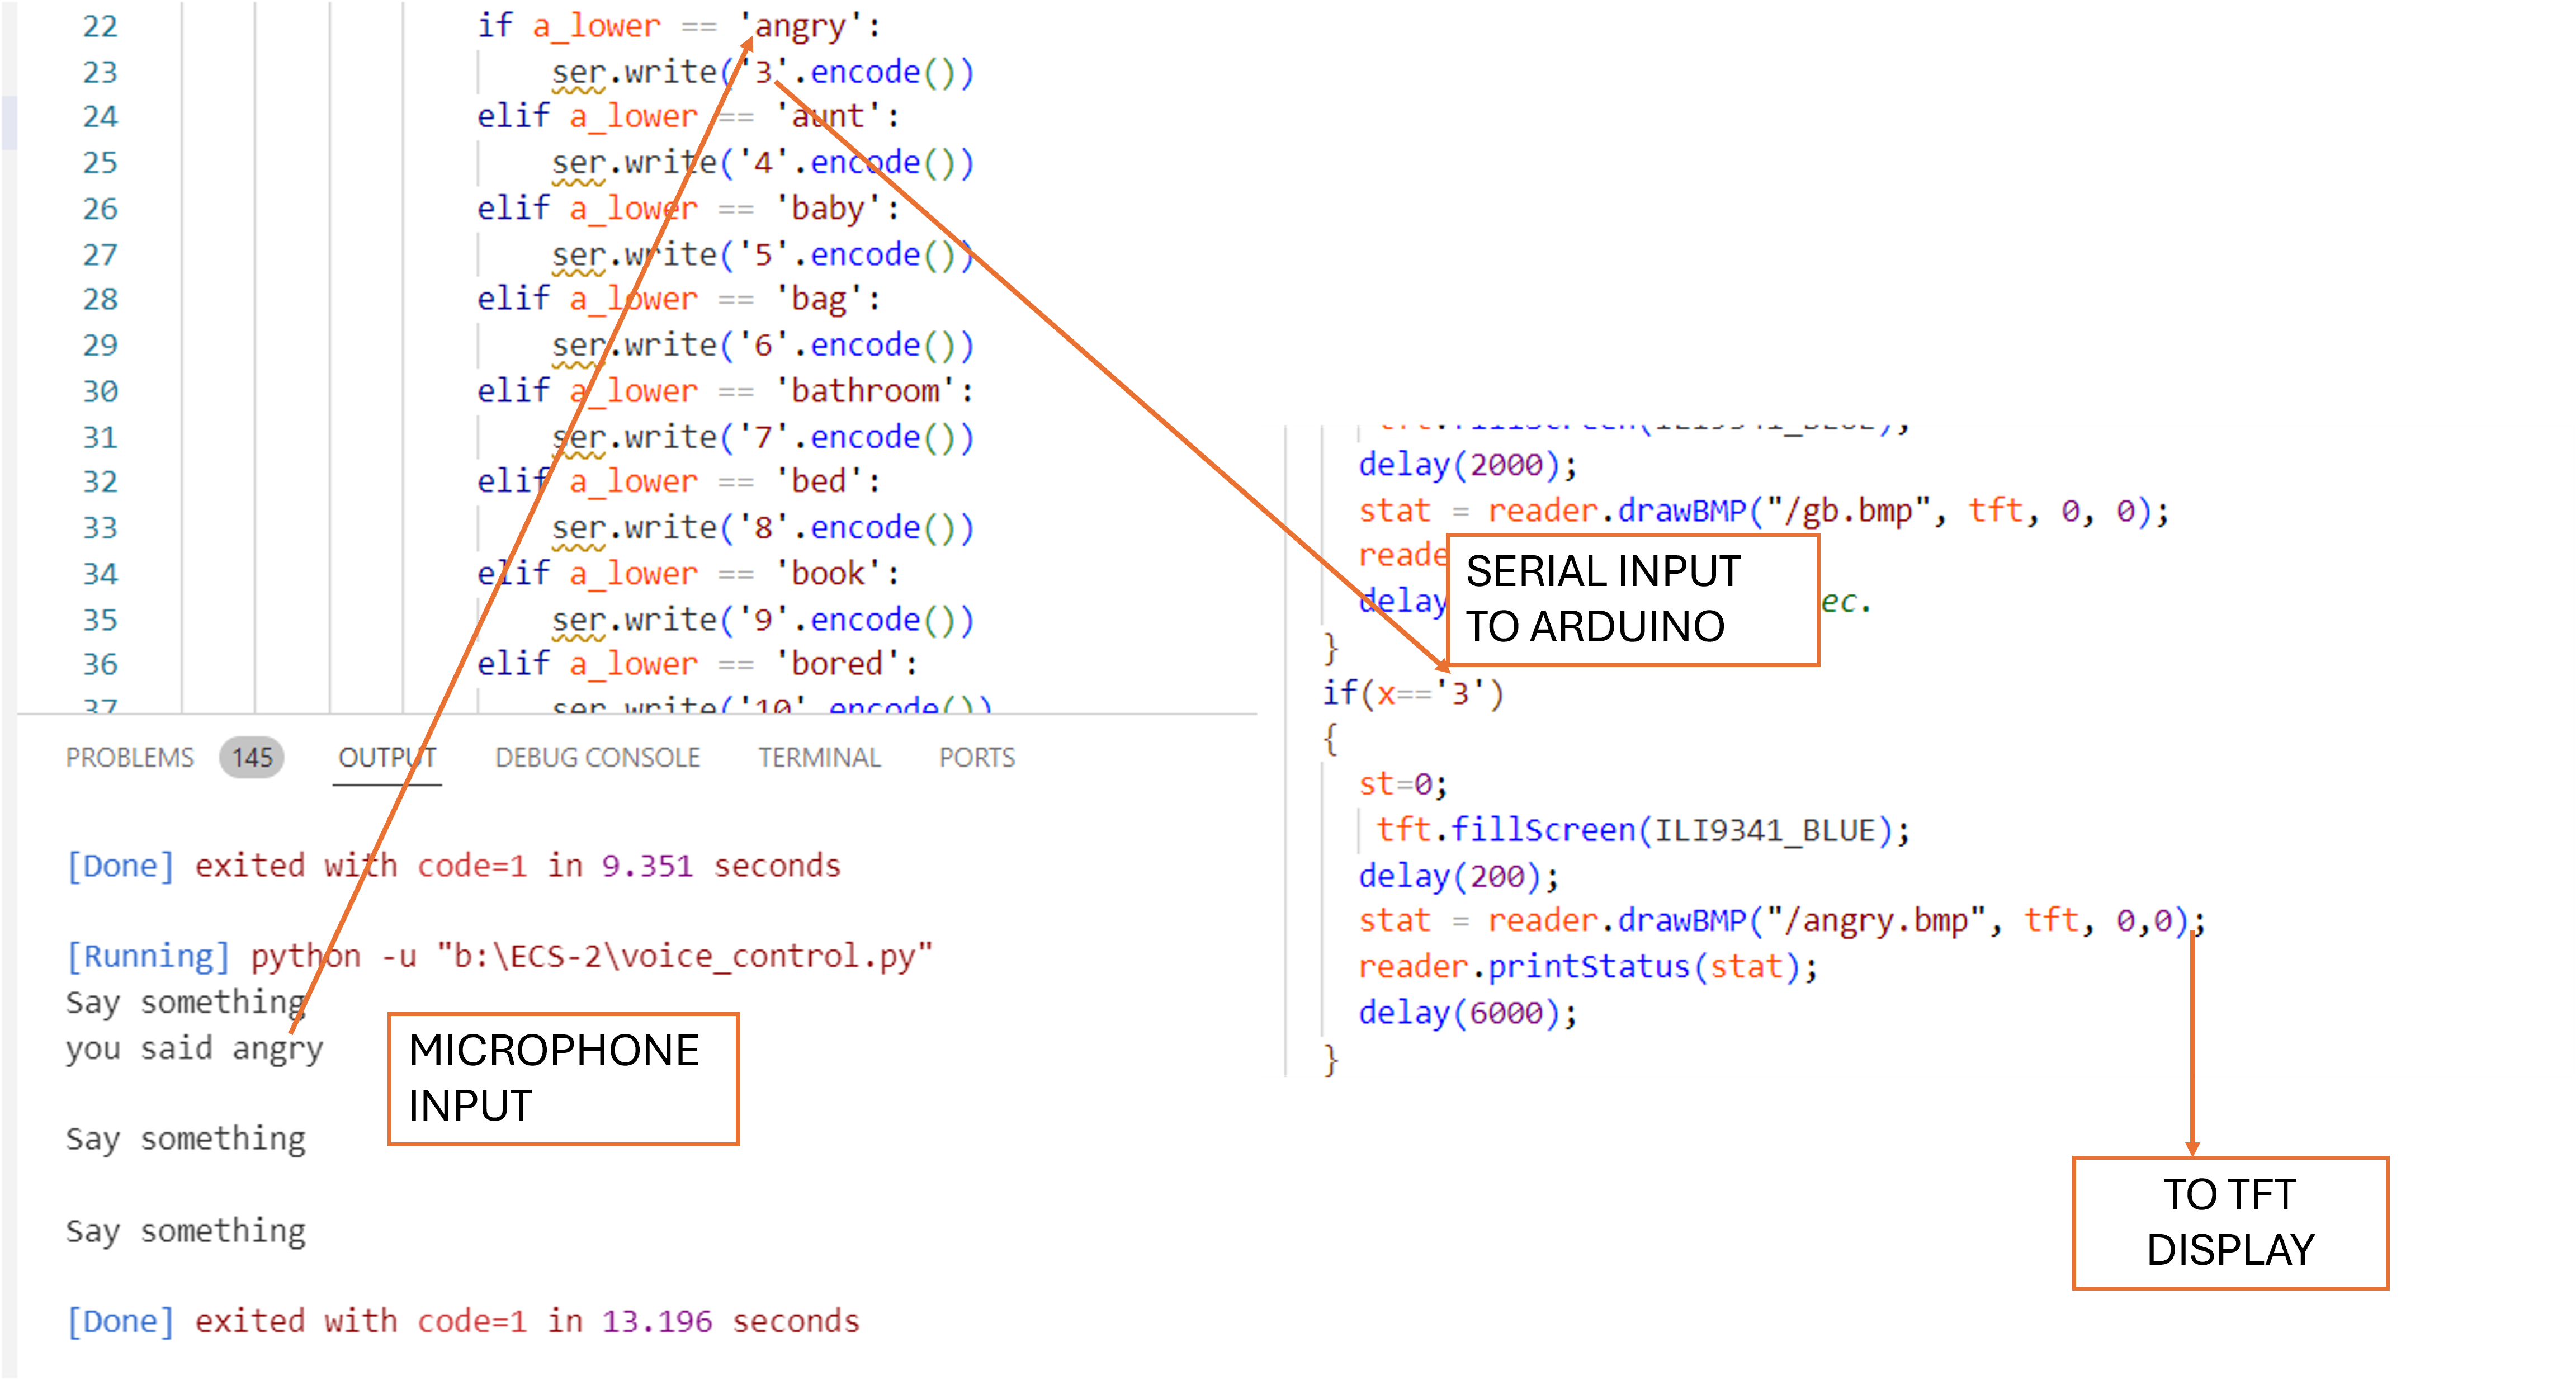 22 if a_lower == 'angry':
23 ser.write('3'.encode())
24 elif a_lower == 'aunt':
25 ser.write('4'.encode())
26 elif a_lower == 'baby':
27 ser.write('5'.encode())
28 elif a_lower == 'bag':
29 ser.write('6'.encode())
30 elif a_lower == 'bathroom':
31 ser.write('7'.encode())
32 elif a_lower == 'bed':
33 ser.write('8'.encode())
34 elif a_lower == 'book':
35 ser.write('9'.encode())
36 elif a_lower == 'bored':
37 ser.write('10'.encode())
PROBLEMS 145 OUTPUT DEBUG CONSOLE TERMINAL PORTS
[Done] exited with code=1 in 9.351 seconds
[Running] python -u "b:\ECS-2\voice_control.py"
Say something
you said angry
Say something
Say something
[Done] exited with code=1 in 13.196 seconds
MICROPHONE
INPUT
tft.fillScreen(ILI9341_BLUE);
delay(2000);
stat = reader.drawBMP("/gb.bmp", tft, 0, 0);
reade
delay ec.
}
SERIAL INPUT
TO ARDUINO
if(x=='3')
{
st=0;
tft.fillScreen(ILI9341_BLUE);
delay(200);
stat = reader.drawBMP("/angry.bmp", tft, 0,0);
reader.printStatus(stat);
delay(6000);
}
TO TFT
DISPLAY